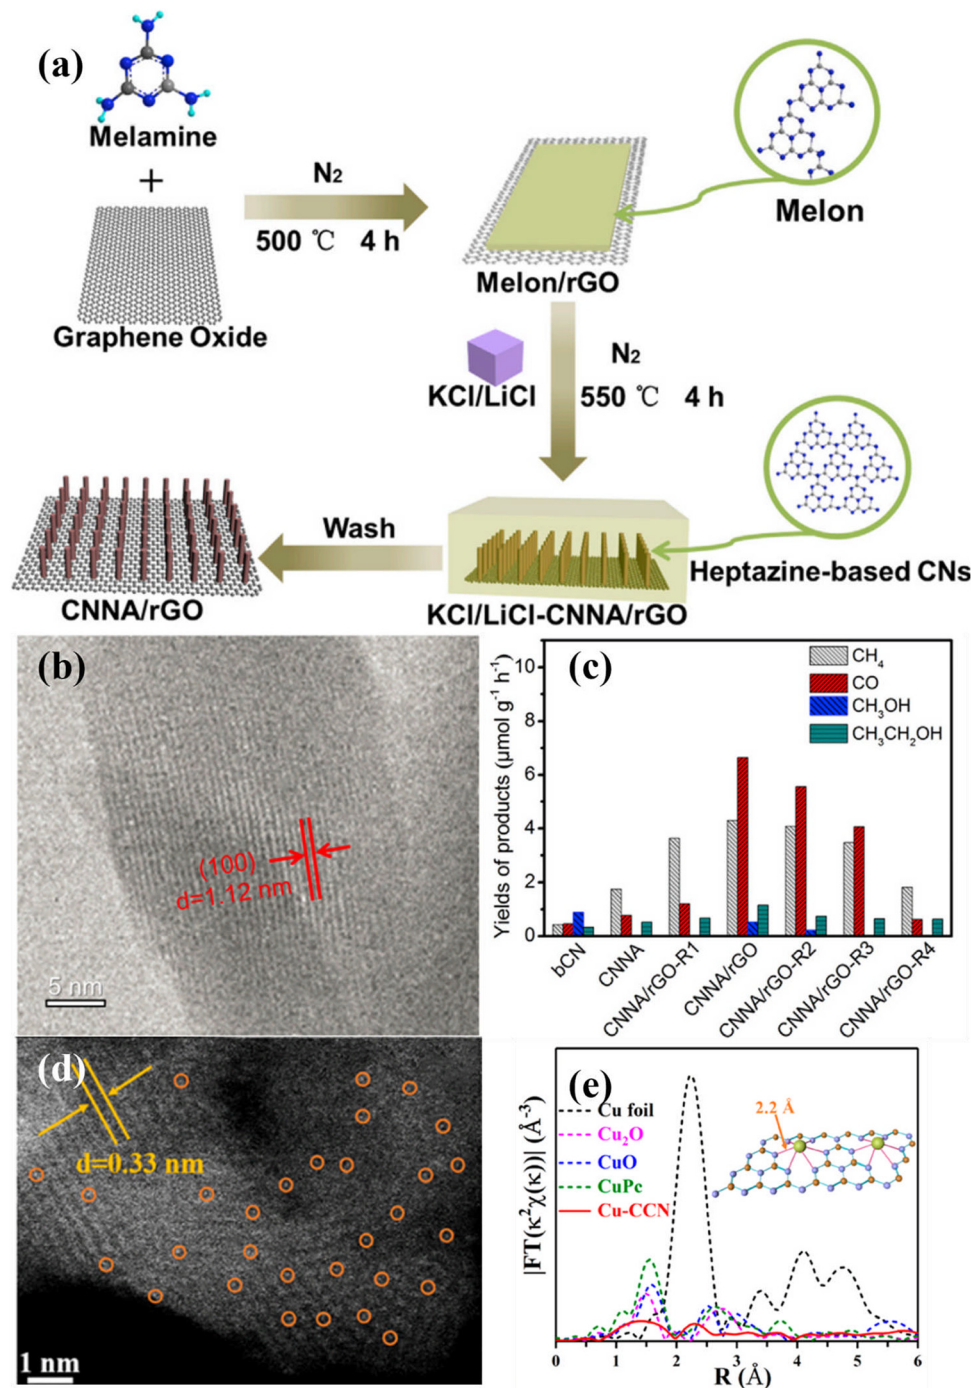 (a)
Melamine
+
Graphene Oxide
N₂
500 ℃ 4 h
Melon/rGO
Melon
KCl/LiCl
N₂
550 ℃ 4 h
Heptazine-based CNs
KCl/LiCl-CNNA/rGO
Wash
CNNA/rGO
(b)
(100)
d=1.12 nm
5 nm
(c)
Yields of products (μmol g⁻¹ h⁻¹)
10
8
6
4
2
0
CH₄
CO
CH₃OH
CH₃CH₂OH
bCN
CNNA
CNNA/rGO-R1
CNNA/rGO
CNNA/rGO-R2
CNNA/rGO-R3
CNNA/rGO-R4
(d)
d=0.33 nm
1 nm
(e)
|FT(κ²χ(κ))| (Å⁻³)
Cu foil
Cu₂O
CuO
CuPc
Cu-CCN
2.2 Å
0 1 2 3 4 5 6
R (Å)